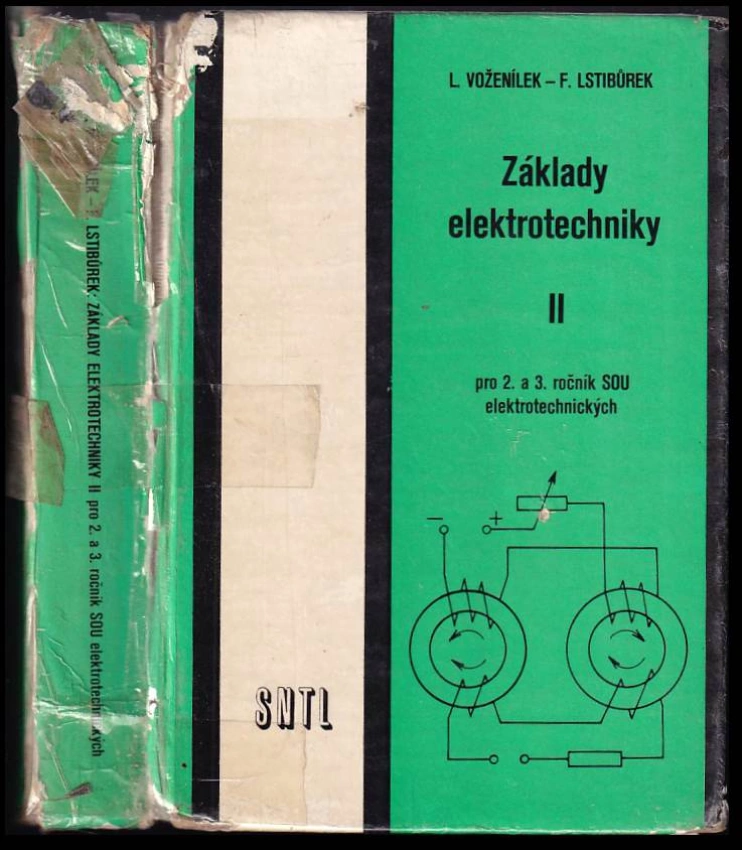 LSTIBŮREK: ZÁKLADY ELEKTROTECHNIKY II pro 2. a 3. ročník SOU
SNTL
L. VOŽENÍLEK – F. LSTIBŮREK
Základy
elektrotechniky
II
pro 2. a 3. ročník SOU
elektrotechnických
– +